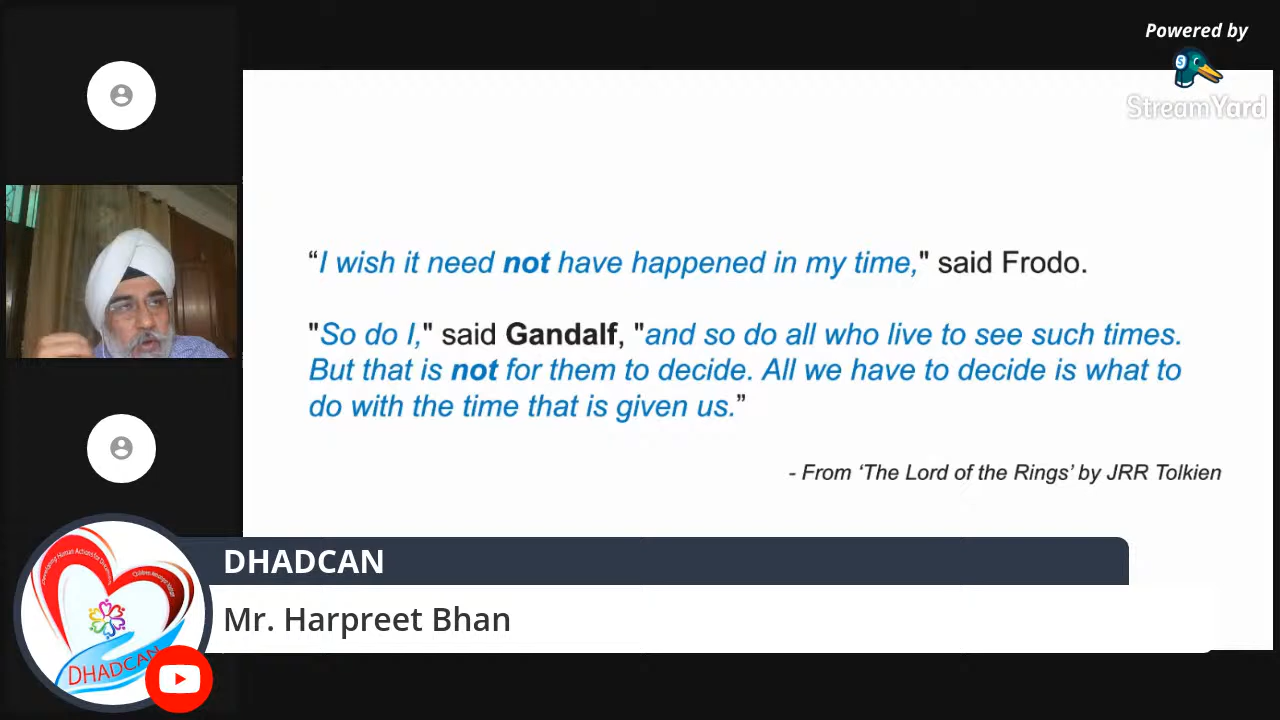 Powered by
StreamYard
“I wish it need not have happened in my time," said Frodo.
"So do I," said Gandalf, "and so do all who live to see such times.
But that is not for them to decide. All we have to decide is what to
do with the time that is given us.”
- From ‘The Lord of the Rings’ by JRR Tolkien
DHADCAN
Mr. Harpreet Bhan
DHADCAN